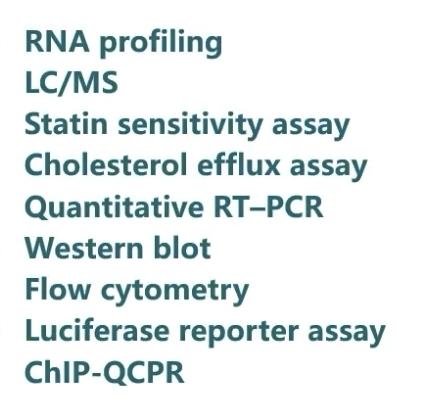 RNA profiling
LC/MS
Statin sensitivity assay
Cholesterol efflux assay
Quantitative RT–PCR
Western blot
Flow cytometry
Luciferase reporter assay
ChIP-QCPR